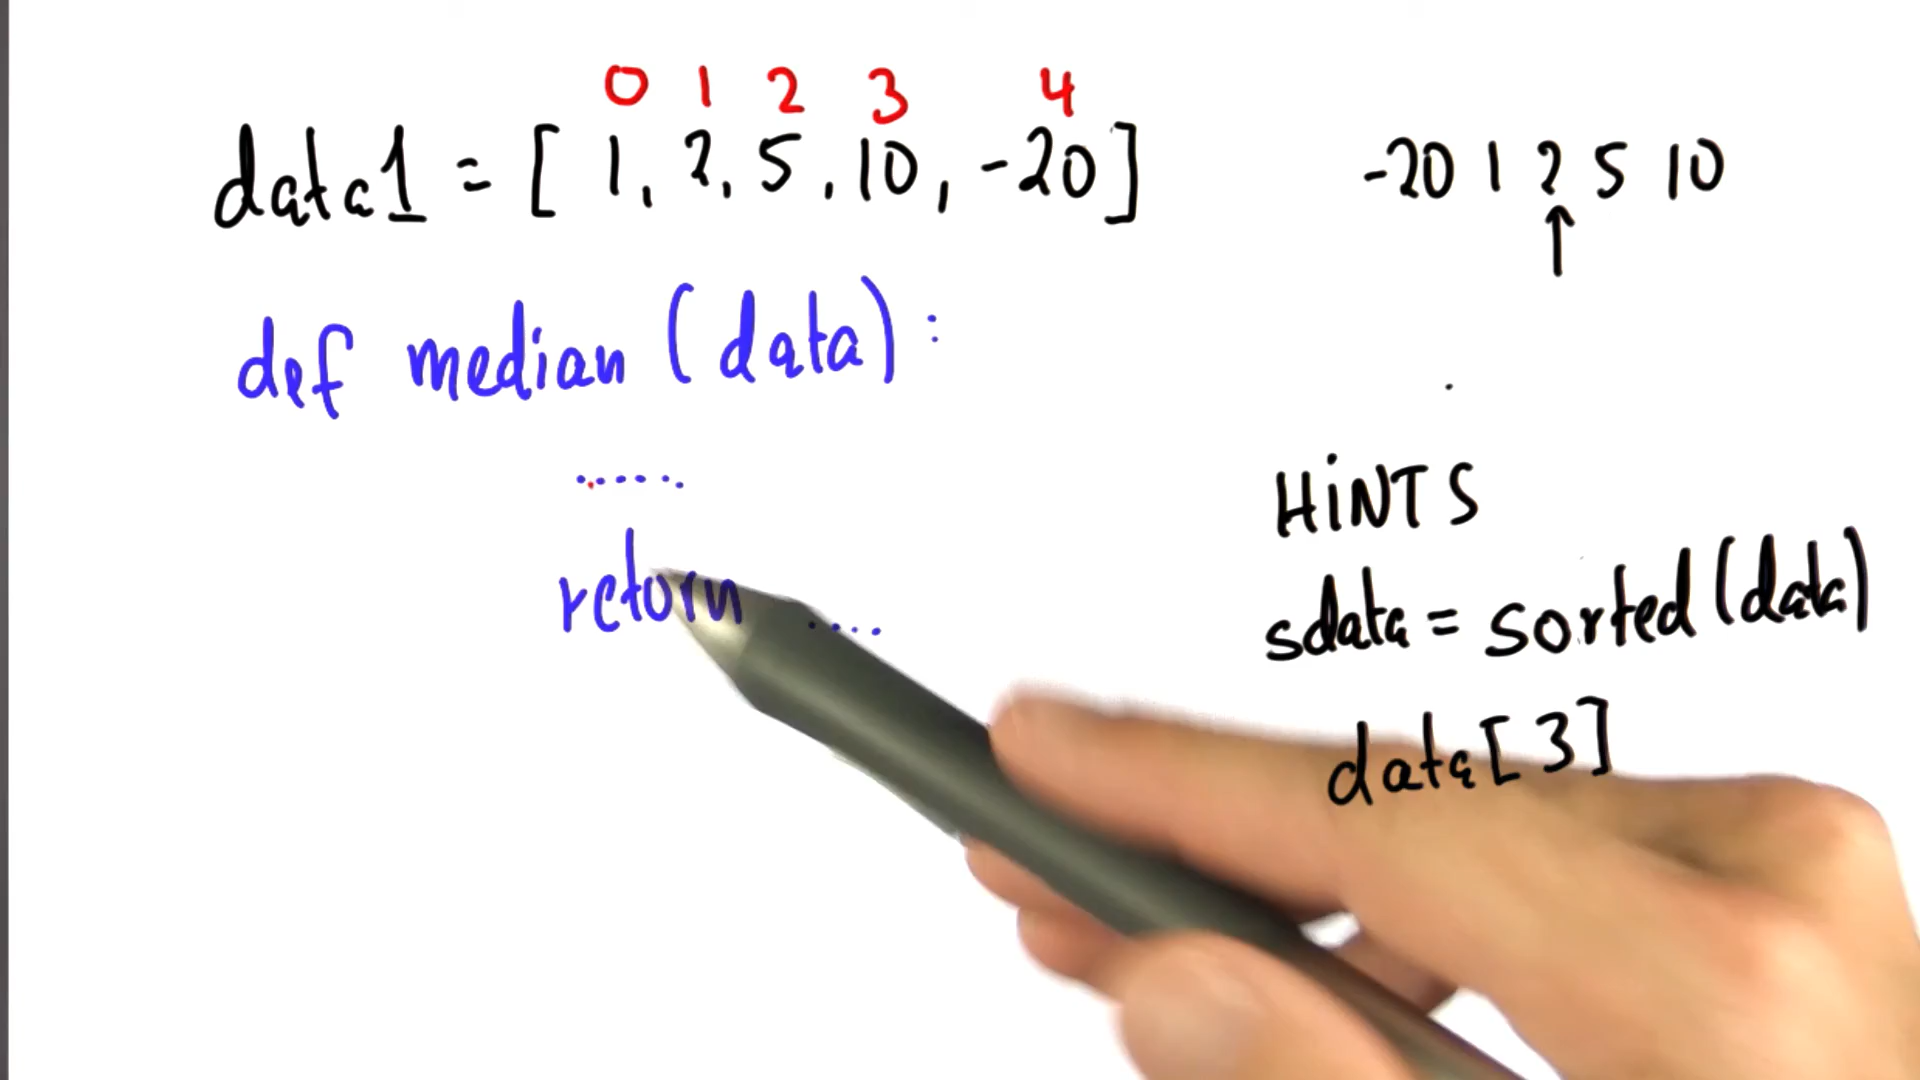 0 1 2 3 4
data1 = [ 1, 2, 5, 10, -20]
-20 1 2 5 10
↑
def median (data) :
......
return ....
HiNTS
sdata = sorted (data)
data[3]